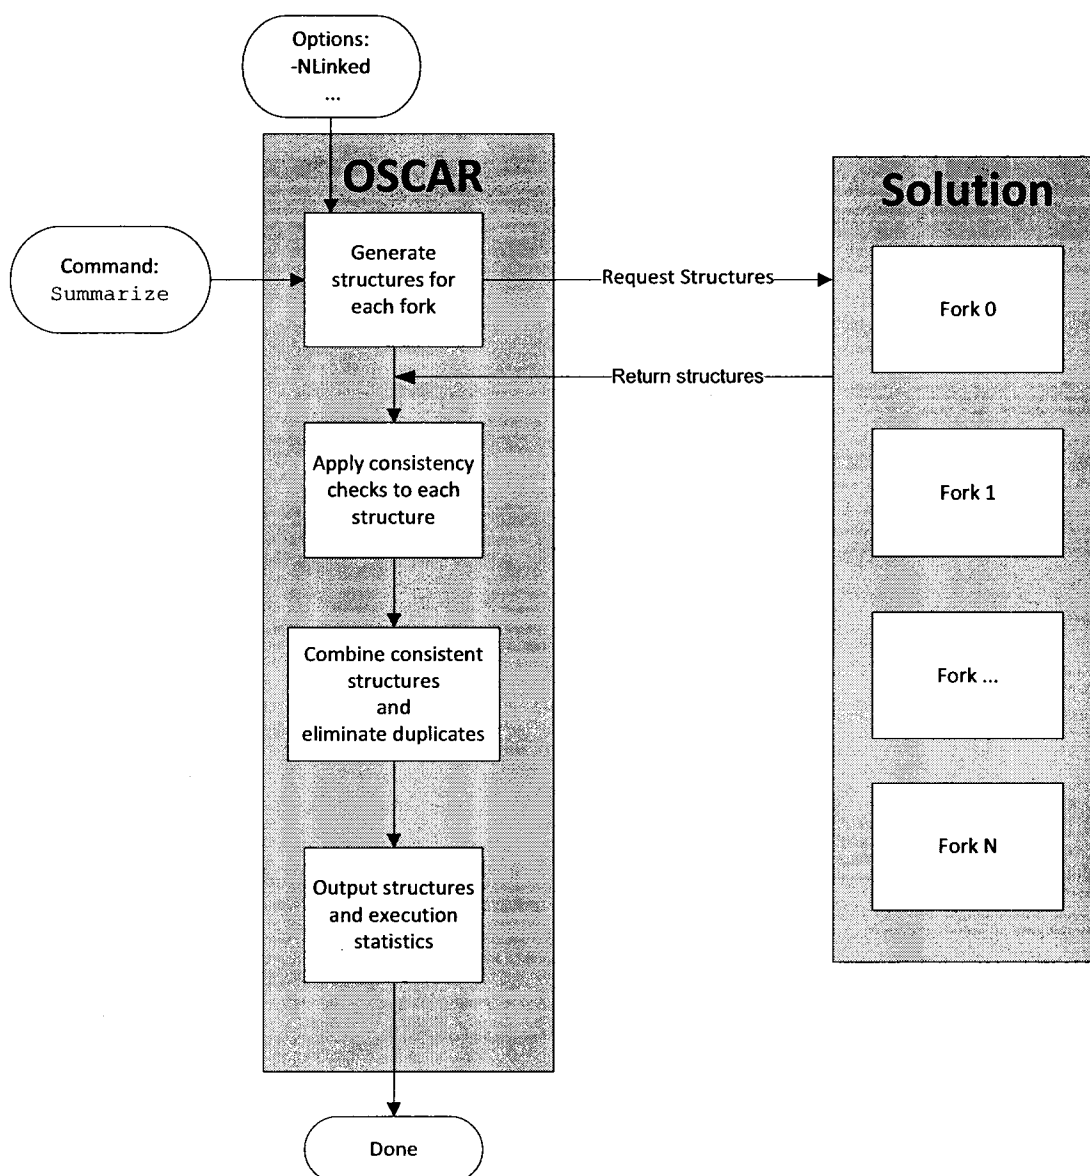 Options:
-NLinked
...
OSCAR
Solution
Command:
Summarize
Generate
structures for
each fork
Request Structures
Fork 0
Return structures
Apply consistency
checks to each
structure
Fork 1
Combine consistent
structures
and
eliminate duplicates
Fork ...
Output structures
and execution
statistics
Fork N
Done